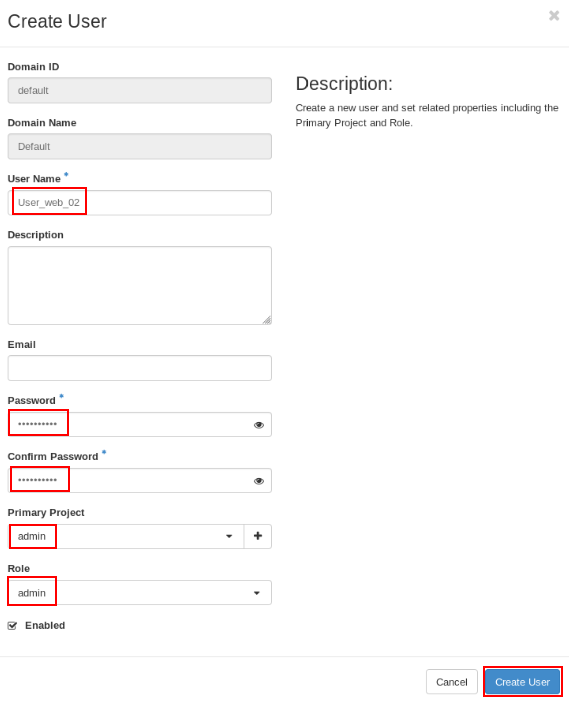 Create User
Domain ID
default
Domain Name
Default
User Name *
User_web_02
Description
Email
Password *
••••••••••
Confirm Password *
••••••••••
Primary Project
admin
Role
admin
Enabled
Description:
Create a new user and set related properties including the
Primary Project and Role.
Cancel
Create User